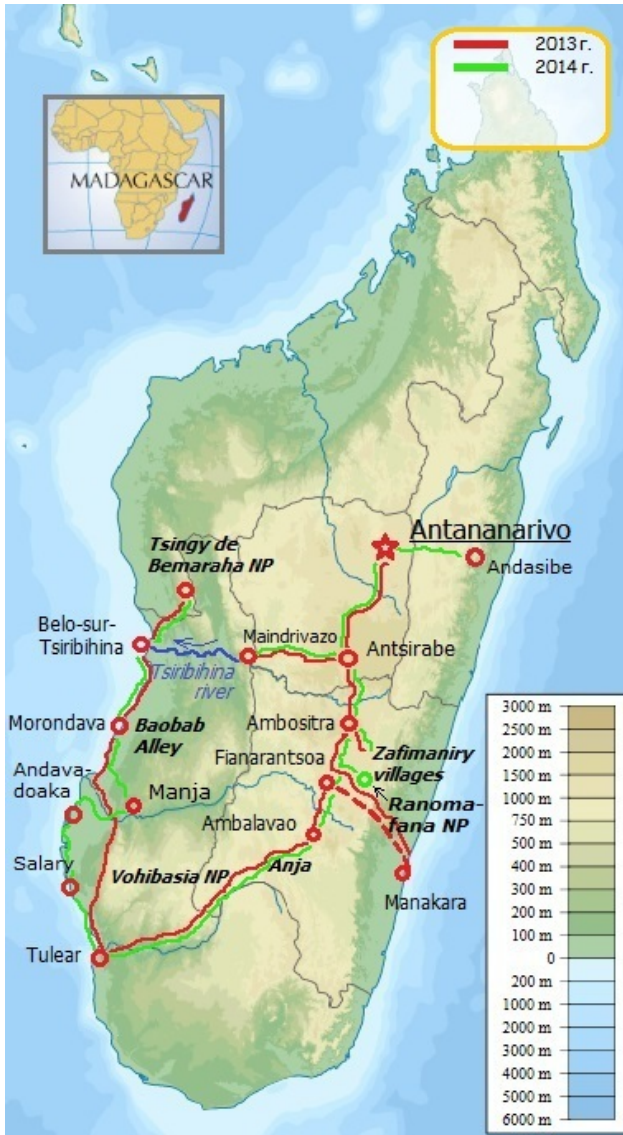 2013 г.
2014 г.
MADAGASCAR
Antananarivo
Andasibe
Tsingy de
Bemaraha NP
Belo-sur-
Tsiribihina
Maindrivazo
Antsirabe
Tsiribihina
river
Morondava
Baobab
Alley
Ambositra
Fianarantsoa
Zafimaniry
villages
Andava-
doaka
Manja
Ranoma-
fana NP
Ambalavao
Salary
Vohibasia NP
Anja
Manakara
Tulear
3000 m
2500 m
2000 m
1500 m
1000 m
750 m
500 m
400 m
300 m
200 m
100 m
0
200 m
1000 m
2000 m
3000 m
4000 m
5000 m
6000 m